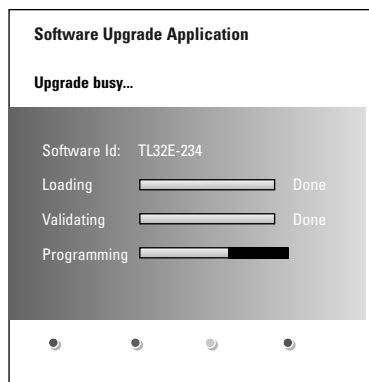 Software Upgrade Application
Upgrade busy...
Software Id: TL32E-234
Loading Done
Validating Done
Programming